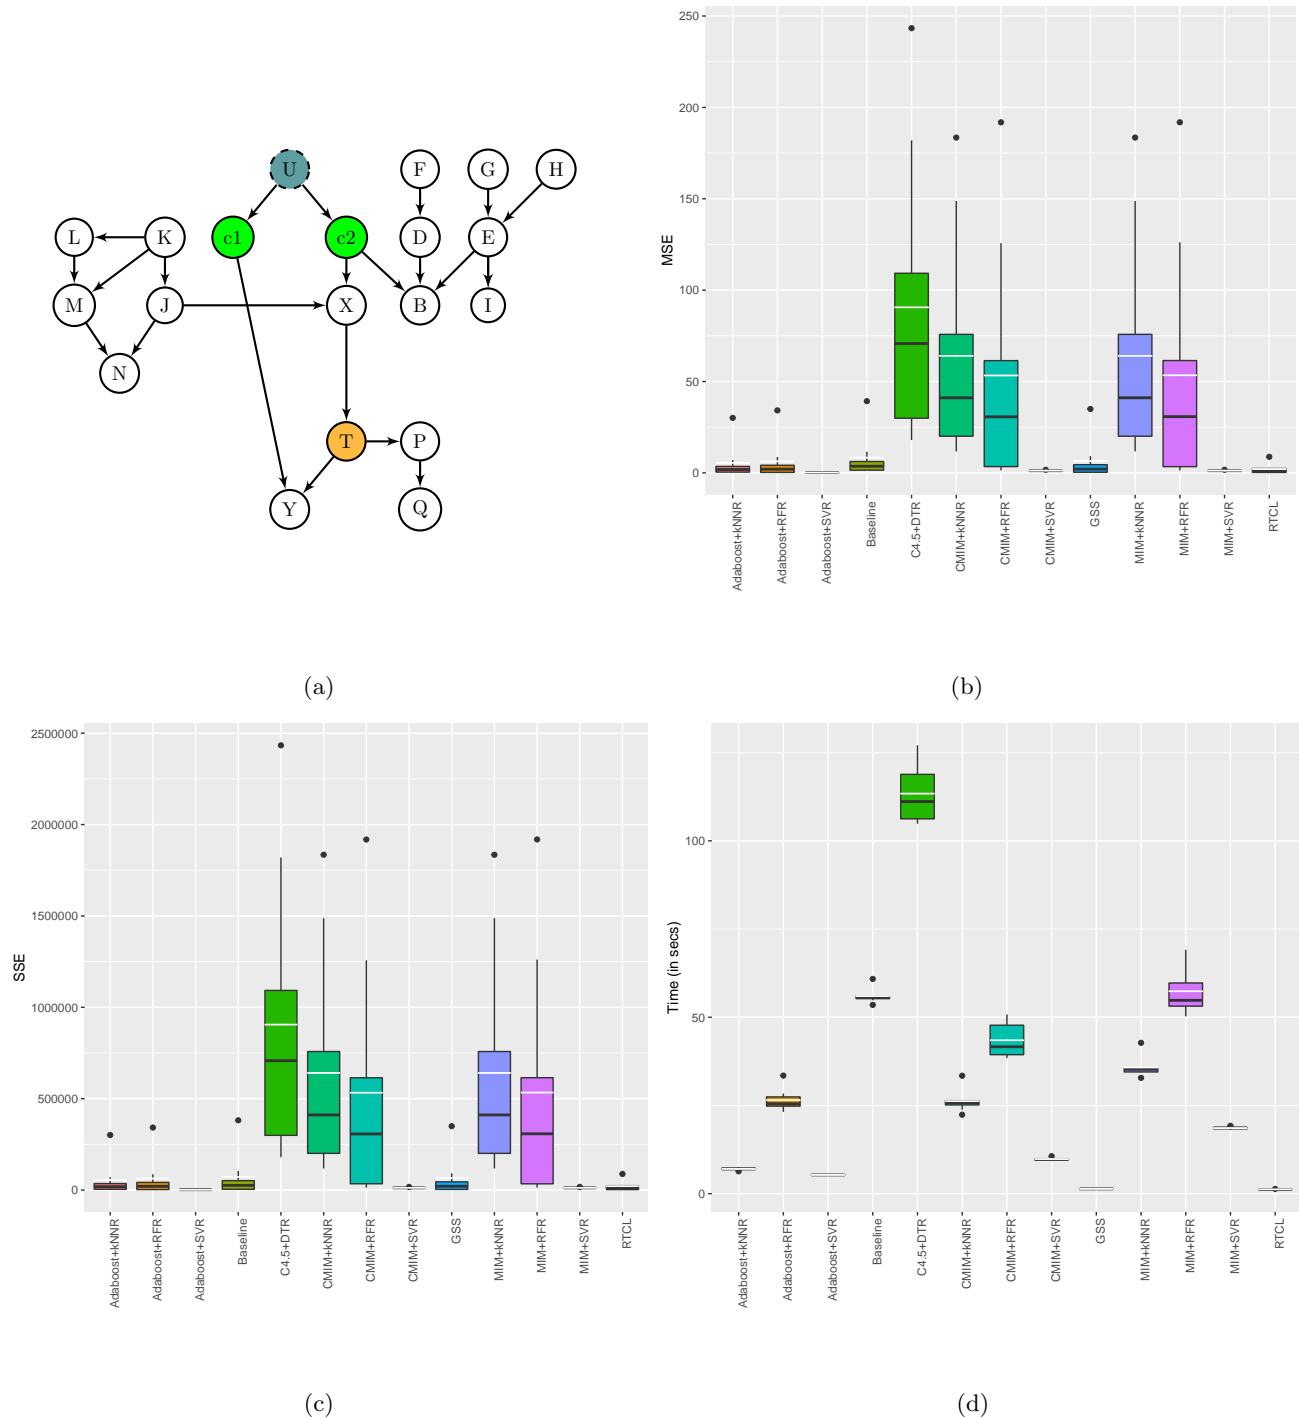 U
F
G
H
L
K
c1
c2
D
E
M
J
X
B
I
N
T
P
Y
Q
(a)
MSE
250
200
150
100
50
0
Adaboost+kNNR
Adaboost+RFR
Adaboost+SVR
Baseline
C4.5+DTR
CMIM+kNNR
CMIM+RFR
CMIM+SVR
GSS
MIM+kNNR
MIM+RFR
MIM+SVR
RTCL
(b)
SSE
2500000
2000000
1500000
1000000
500000
0
Adaboost+kNNR
Adaboost+RFR
Adaboost+SVR
Baseline
C4.5+DTR
CMIM+kNNR
CMIM+RFR
CMIM+SVR
GSS
MIM+kNNR
MIM+RFR
MIM+SVR
RTCL
(c)
Time (in secs)
100
50
0
Adaboost+kNNR
Adaboost+RFR
Adaboost+SVR
Baseline
C4.5+DTR
CMIM+kNNR
CMIM+RFR
CMIM+SVR
GSS
MIM+kNNR
MIM+RFR
MIM+SVR
RTCL
(d)